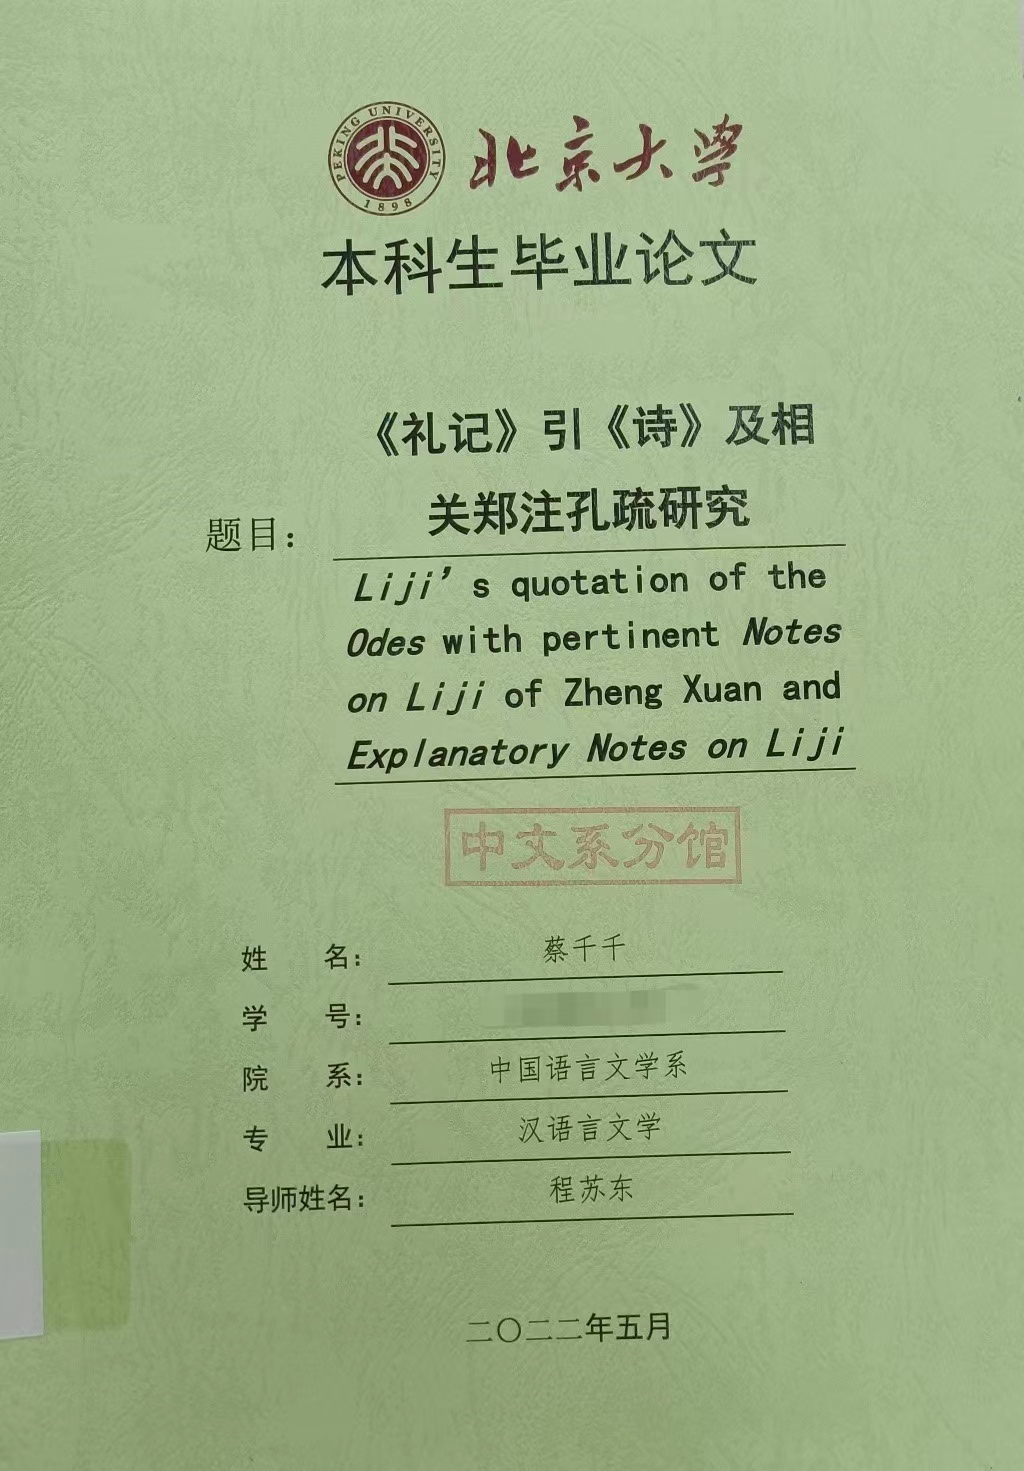 PEKING UNIVERSITY
1898
北京大学
本科生毕业论文
《礼记》引《诗》及相
关郑注孔疏研究
题目：
Liji's quotation of the
Odes with pertinent Notes
on Liji of Zheng Xuan and
Explanatory Notes on Liji
中文系分馆
姓 名： 蔡千千
学 号：
院 系： 中国语言文学系
专 业： 汉语言文学
导师姓名： 程苏东
二〇二二年五月